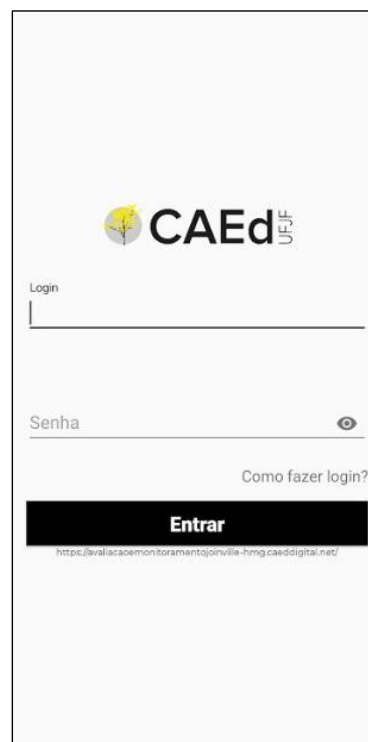 CAEd UFJF
Login
Senha
Como fazer login?
Entrar
https://avaliacaoemonitoramentojoinville-hmg.caeddigital.net/